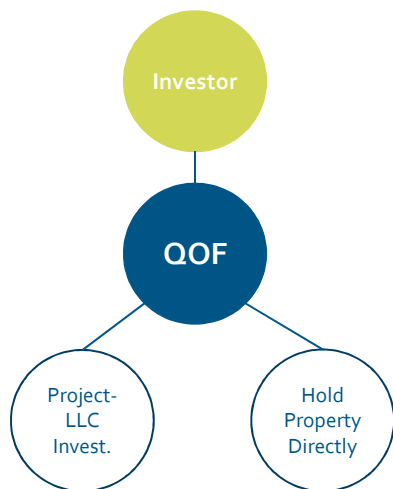 Investor
QOF
Project-
LLC
Invest.
Hold
Property
Directly